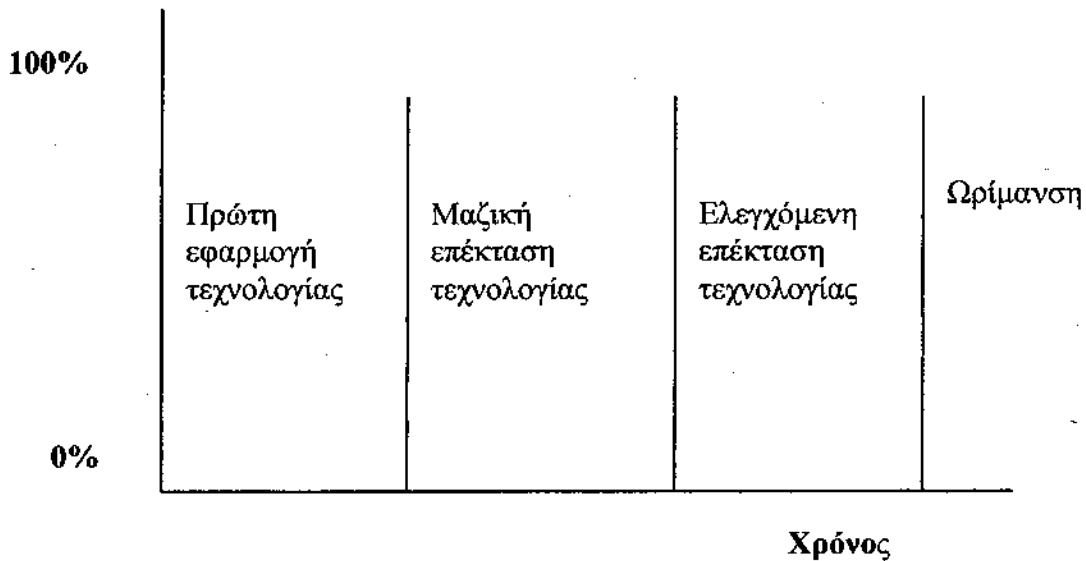 100%
Πρώτη
εφαρμογή
τεχνολογίας
Μαζική
επέκταση
τεχνολογίας
Ελεγχόμενη
επέκταση
τεχνολογίας
Ωρίμανση
0%
Χρόνος